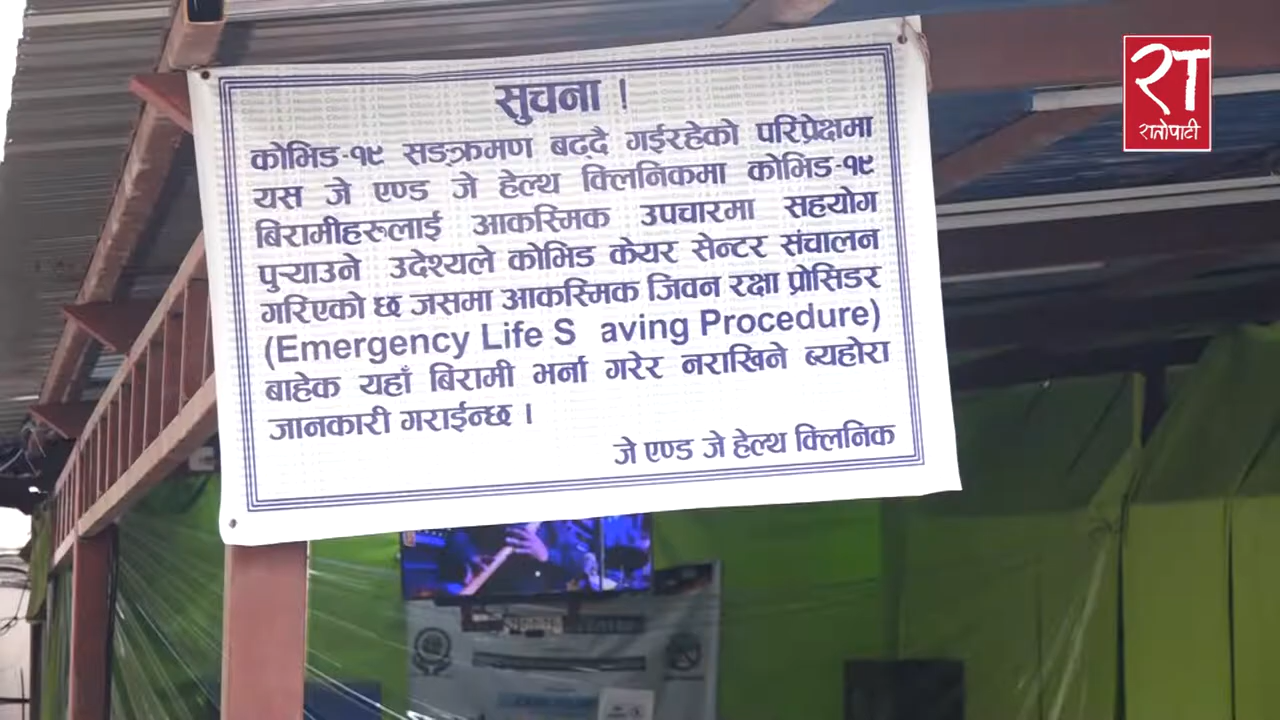 सुचना !
कोभिड-१९ सङक्रमण बढ्दै गईरहेको परिप्रेक्षमा
यस जे एण्ड जे हेल्थ क्लिनिकमा कोभिड-१९
बिरामीहरुलाई आकस्मिक उपचारमा सहयोग
पुऱ्याउने उदेश्यले कोभिड केयर सेन्टर संचालन
गरिएको छ जसमा आकस्मिक जिवन रक्षा प्रोसिडर
(Emergency Life S aving Procedure)
बाहेक यहाँ बिरामी भर्ना गरेर नराखिने ब्यहोरा
जानकारी गराईन्छ ।
जे एण्ड जे हेल्थ क्लिनिक
रा
रातोपाटी